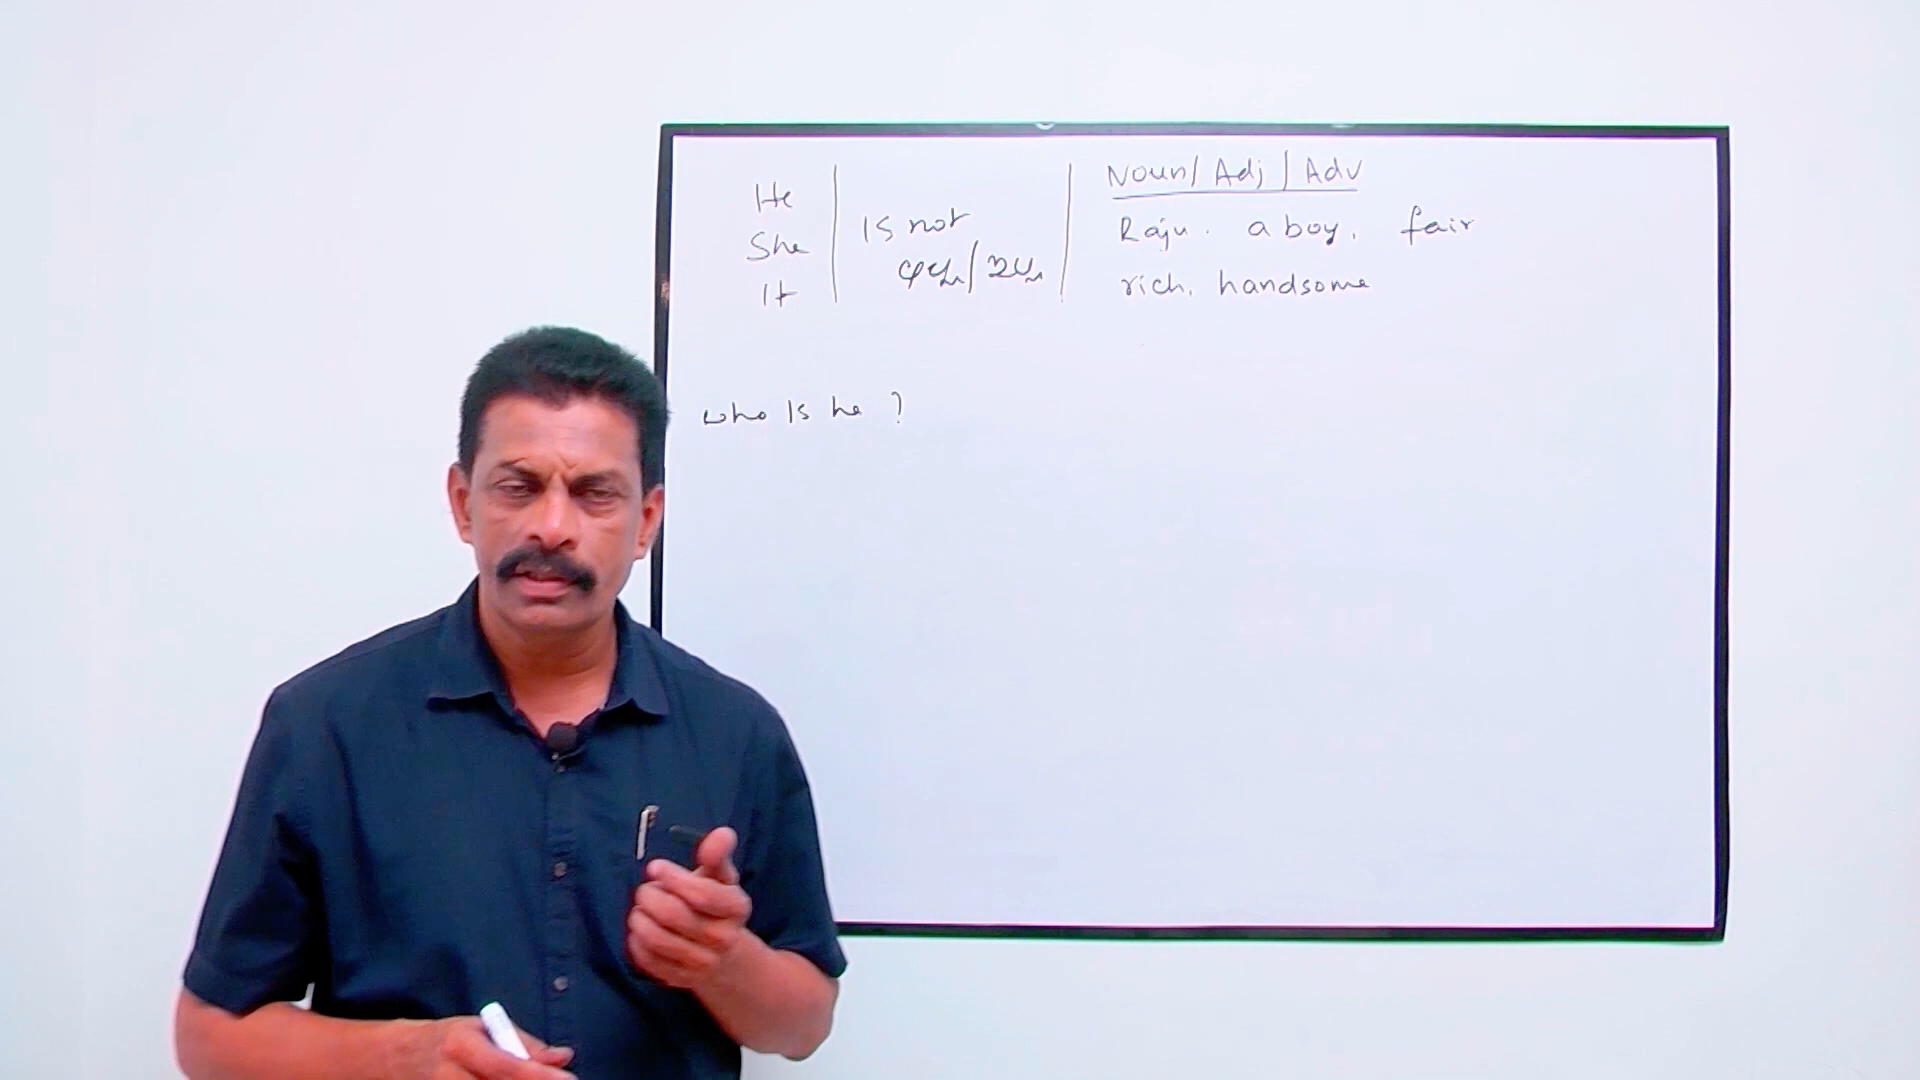 He
She
It
Is not
Noun/ Adj / Adv
Raju. a boy. fair
rich. handsome
who Is he ?